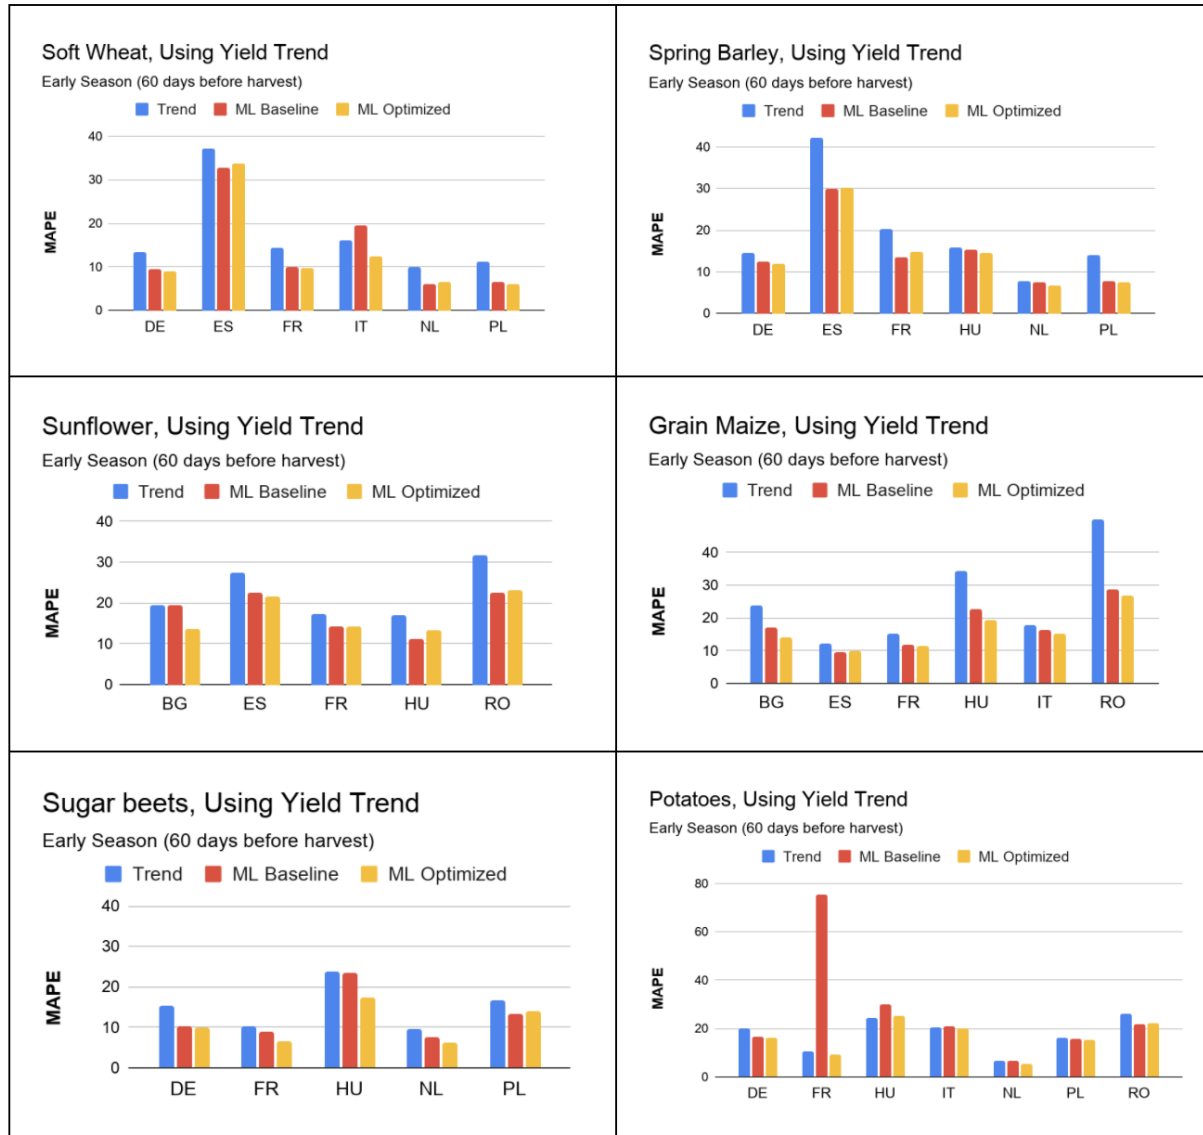 Soft Wheat, Using Yield Trend
Early Season (60 days before harvest)
Trend ML Baseline ML Optimized
40
30
20
10
0
MAPE
DE ES FR IT NL PL
Spring Barley, Using Yield Trend
Early Season (60 days before harvest)
Trend ML Baseline ML Optimized
40
30
20
10
0
MAPE
DE ES FR HU NL PL
Sunflower, Using Yield Trend
Early Season (60 days before harvest)
Trend ML Baseline ML Optimized
40
30
20
10
0
MAPE
BG ES FR HU RO
Grain Maize, Using Yield Trend
Early Season (60 days before harvest)
Trend ML Baseline ML Optimized
40
30
20
10
0
MAPE
BG ES FR HU IT RO
Sugar beets, Using Yield Trend
Early Season (60 days before harvest)
Trend ML Baseline ML Optimized
40
30
20
10
0
MAPE
DE FR HU NL PL
Potatoes, Using Yield Trend
Early Season (60 days before harvest)
Trend ML Baseline ML Optimized
80
60
40
20
0
MAPE
DE FR HU IT NL PL RO